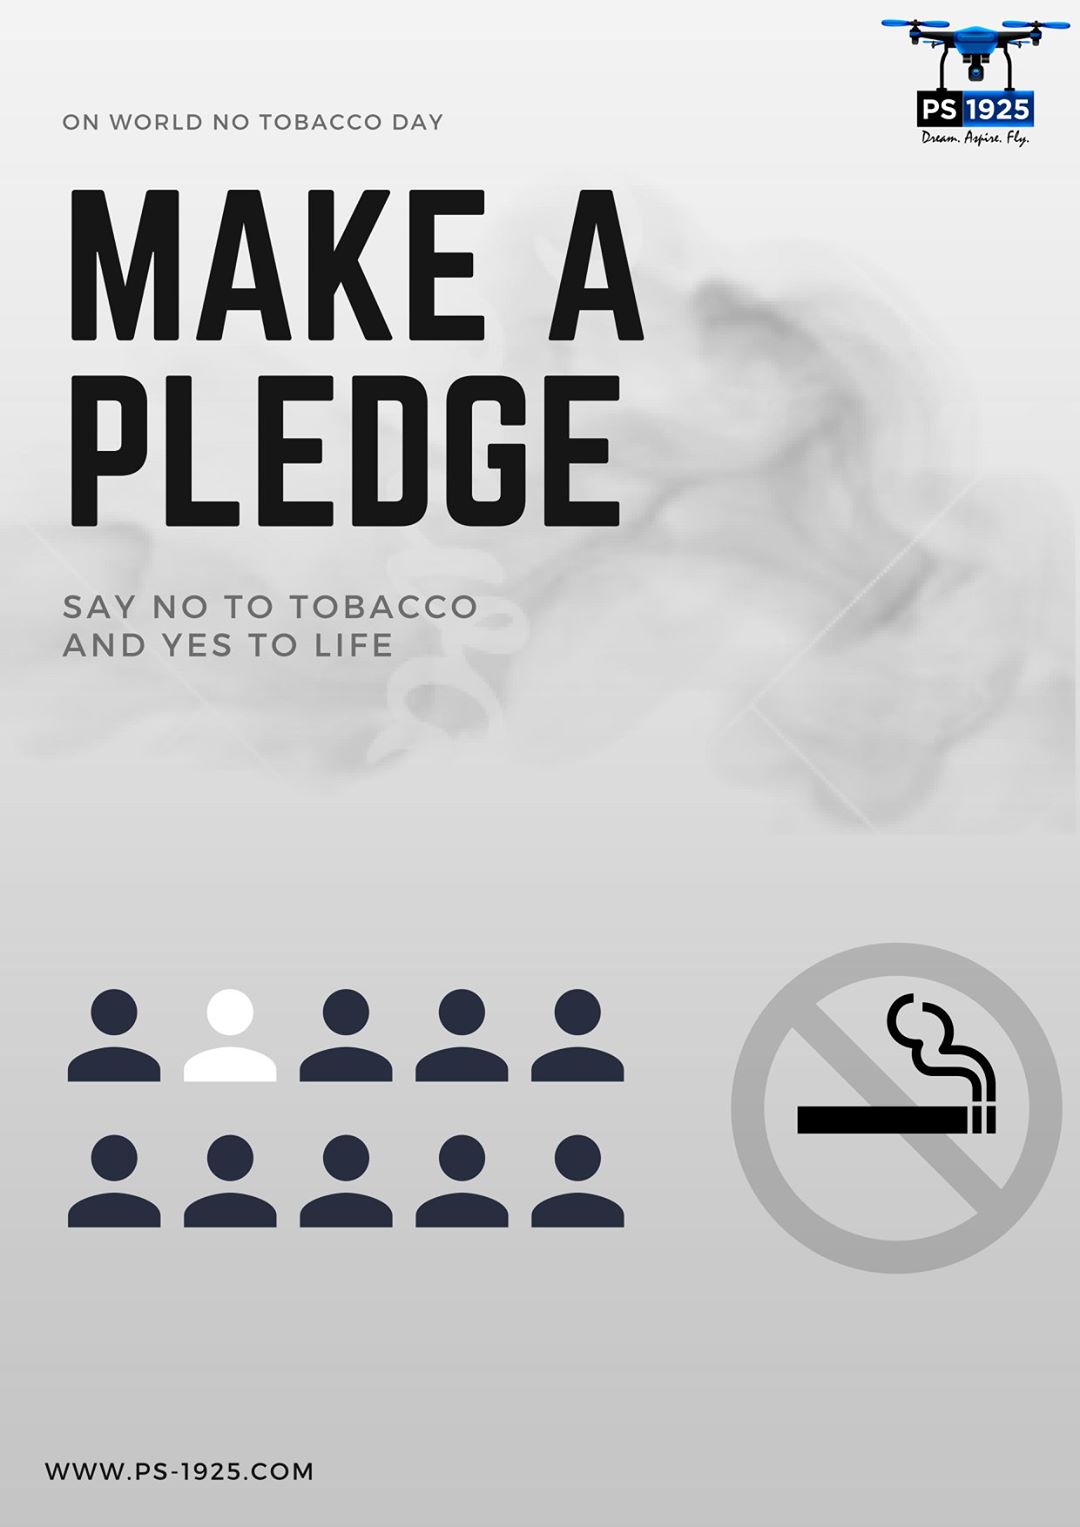 PS 1925
Dream. Aspire. Fly.
ON WORLD NO TOBACCO DAY
MAKE A
PLEDGE
SAY NO TO TOBACCO
AND YES TO LIFE
WWW.PS-1925.COM